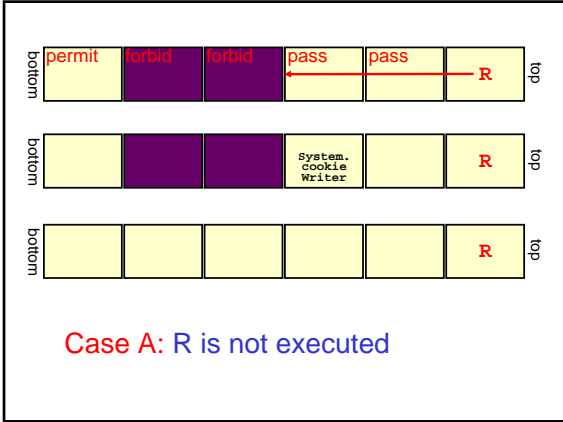 bottom permit forbid forbid pass pass R top
bottom System. cookie Writer R top
bottom R top
Case A: R is not executed